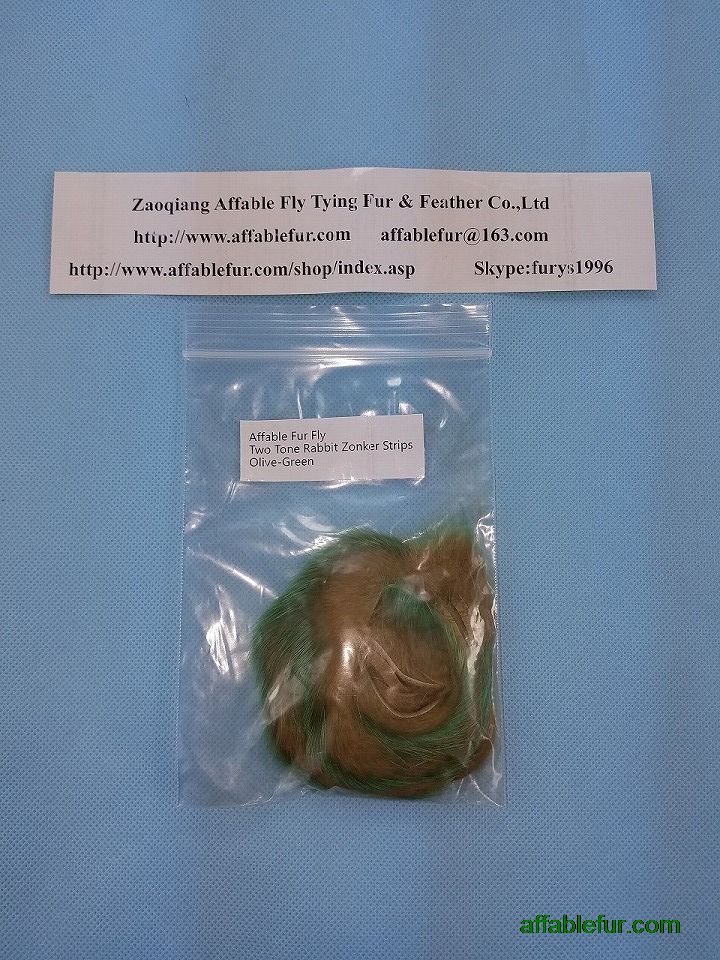 Zaoqiang Affable Fly Tying Fur & Feather Co.,Ltd
http://www.affablefur.com affablefur@163.com
http://www.affablefur.com/shop/index.asp Skype:furys1996
Affable Fur Fly
Two Tone Rabbit Zonker Strips
Olive-Green
affablefur.com